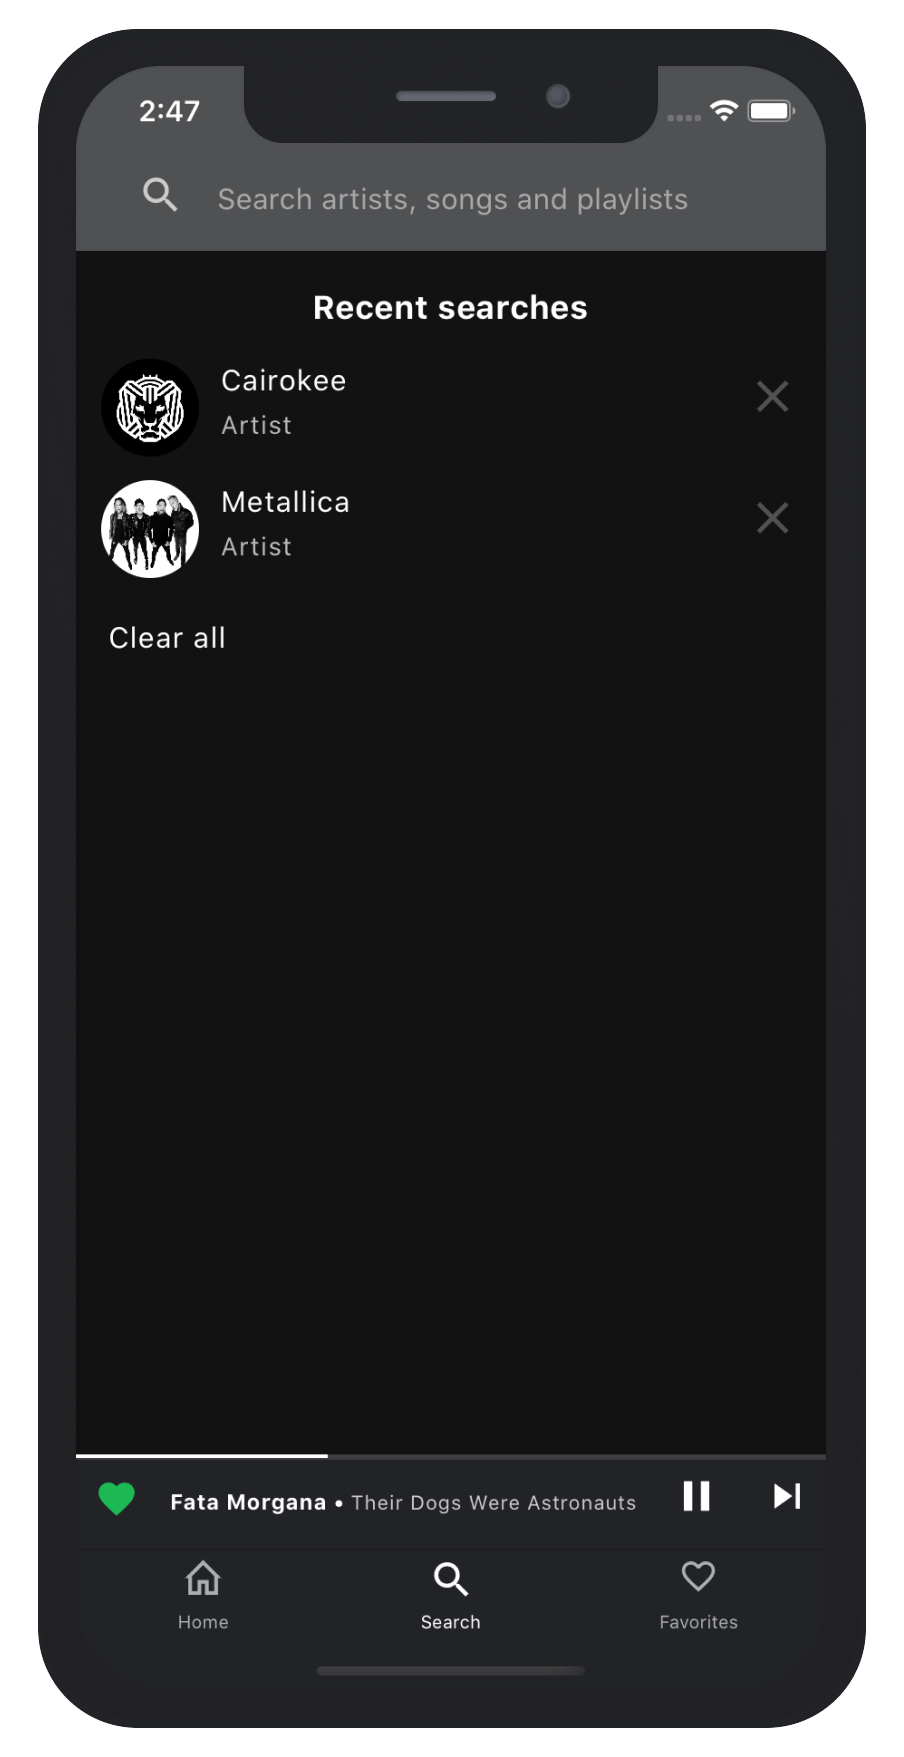 2:47
Search artists, songs and playlists
Recent searches
Cairokee
Artist
Metallica
Artist
Clear all
Fata Morgana • Their Dogs Were Astronauts
Home Search Favorites